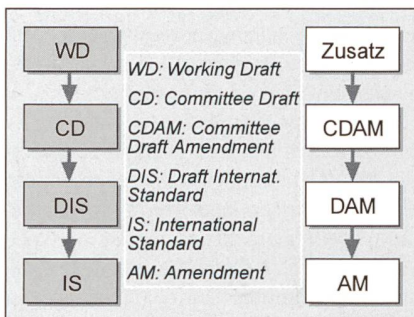 WD
CD
DIS
IS
WD: Working Draft
CD: Committee Draft
CDAM: Committee
Draft Amendment
DIS: Draft Internat.
Standard
IS: International
Standard
AM: Amendment
Zusatz
CDAM
DAM
AM